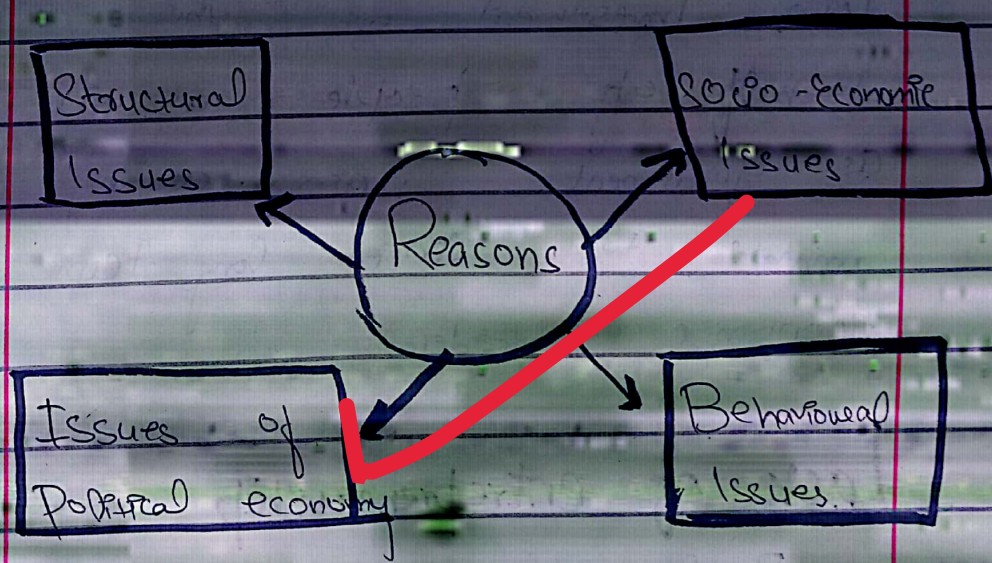 Structural
Issues
Socio-Economic
Issues
Reasons
Issues of
Political economy
Behavioural
Issues